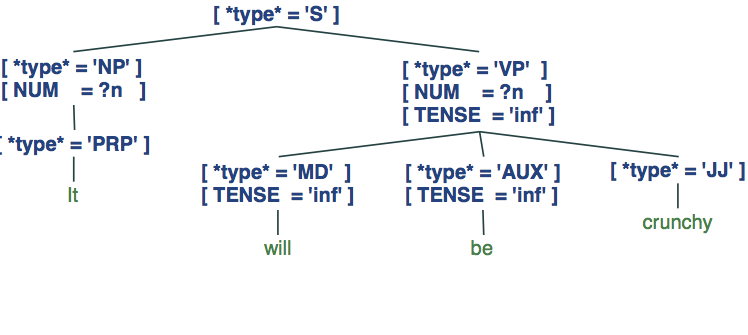 [ *type* = 'S' ]
[ *type* = 'NP' ]
[ NUM = ?n ]
[ *type* = 'VP' ]
[ NUM = ?n ]
[ TENSE = 'inf' ]
[ *type* = 'PRP' ]
It
[ *type* = 'MD' ]
[ TENSE = 'inf' ]
will
[ *type* = 'AUX' ]
[ TENSE = 'inf' ]
be
[ *type* = 'JJ' ]
crunchy